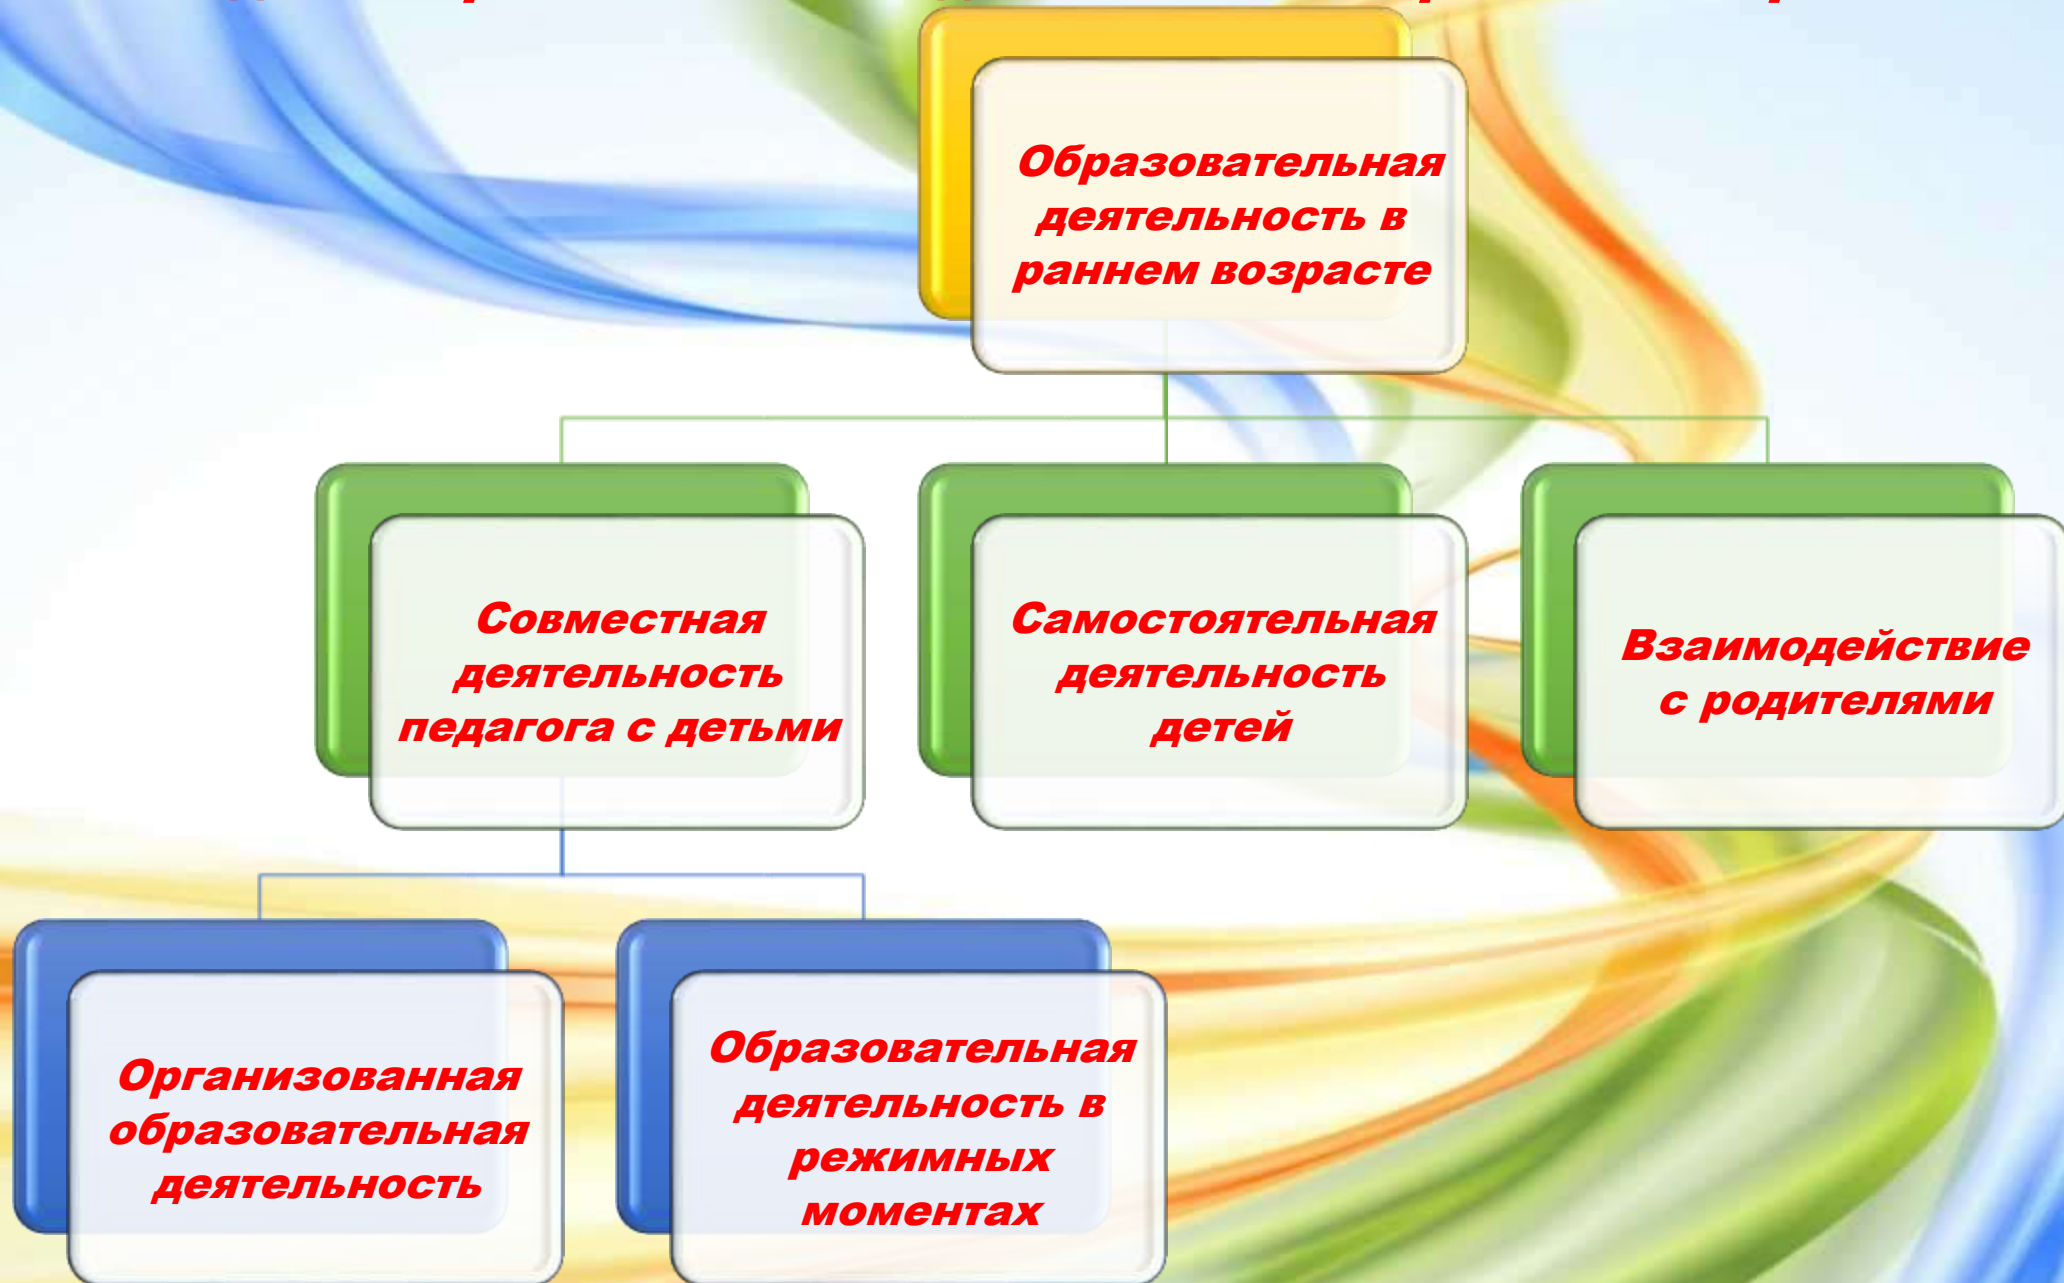 Образовательная
деятельность в
раннем возрасте
Совместная
деятельность
педагога с детьми
Самостоятельная
деятельность
детей
Взаимодействие
с родителями
Организованная
образовательная
деятельность
Образовательная
деятельность в
режимных
моментах